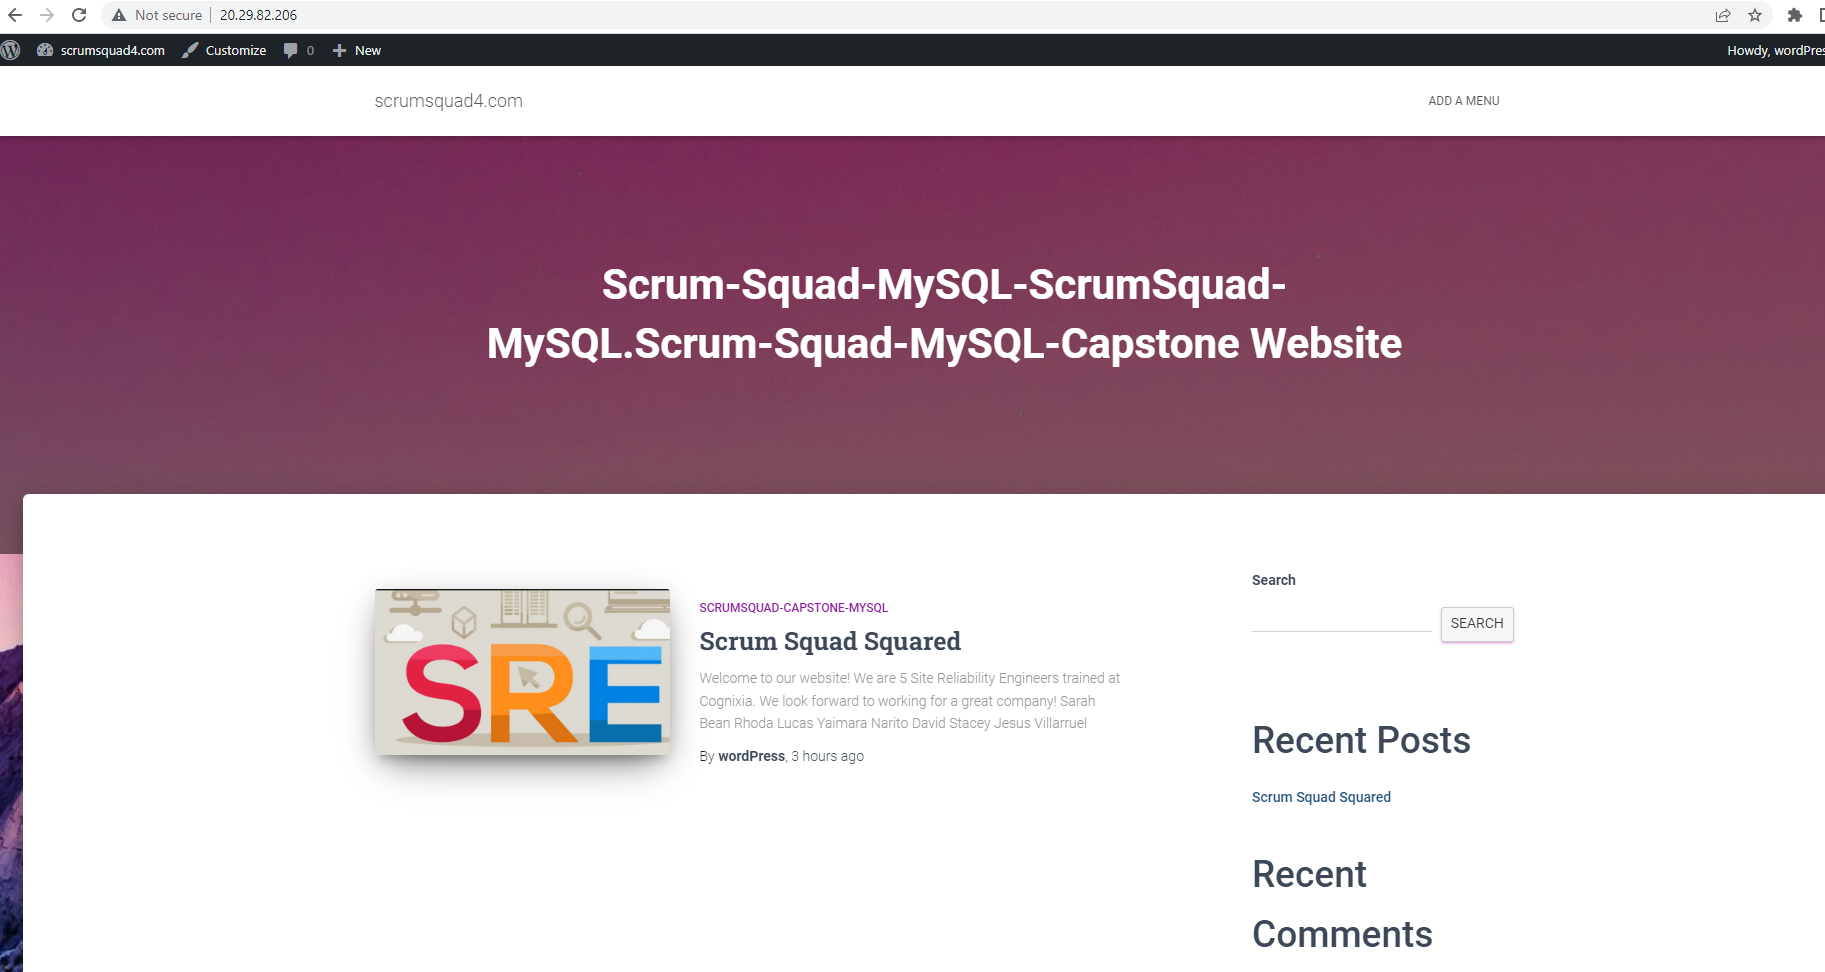 Not secure 20.29.82.206
scrumsquad4.com Customize 0 New Howdy, wordPres
scrumsquad4.com ADD A MENU
Scrum-Squad-MySQL-ScrumSquad-
MySQL.Scrum-Squad-MySQL-Capstone Website
SRE
SCRUMSQUAD-CAPSTONE-MYSQL
Scrum Squad Squared
Welcome to our website! We are 5 Site Reliability Engineers trained at
Cognixia. We look forward to working for a great company! Sarah
Bean Rhoda Lucas Yaimara Narito David Stacey Jesus Villarruel
By wordPress, 3 hours ago
Search
SEARCH
Recent Posts
Scrum Squad Squared
Recent
Comments